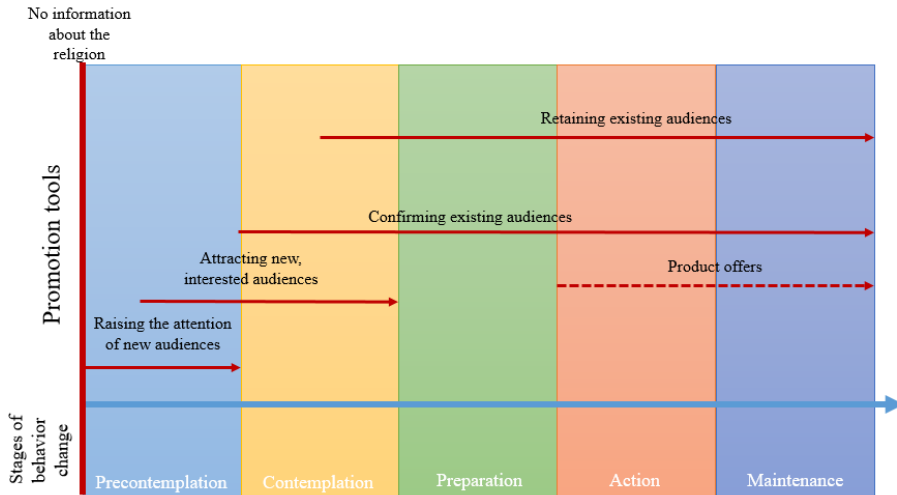 No information
about the
religion
Promotion tools
Retaining existing audiences
Confirming existing audiences
Attracting new,
interested audiences
Product offers
Raising the attention
of new audiences
Stages of
behavior
change
Precontemplation
Contemplation
Preparation
Action
Maintenance